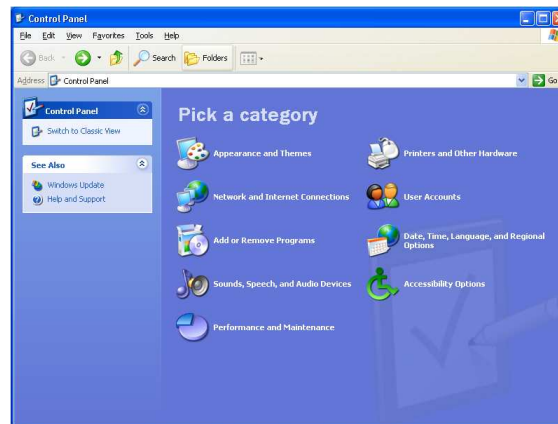 Control Panel
File Edit View Favorites Tools Help
Back Search Folders
Address Control Panel Go
Control Panel
Switch to Classic View
See Also
Windows Update
Help and Support
Pick a category
Appearance and Themes
Printers and Other Hardware
Network and Internet Connections
User Accounts
Add or Remove Programs
Date, Time, Language, and Regional
Options
Sounds, Speech, and Audio Devices
Accessibility Options
Performance and Maintenance